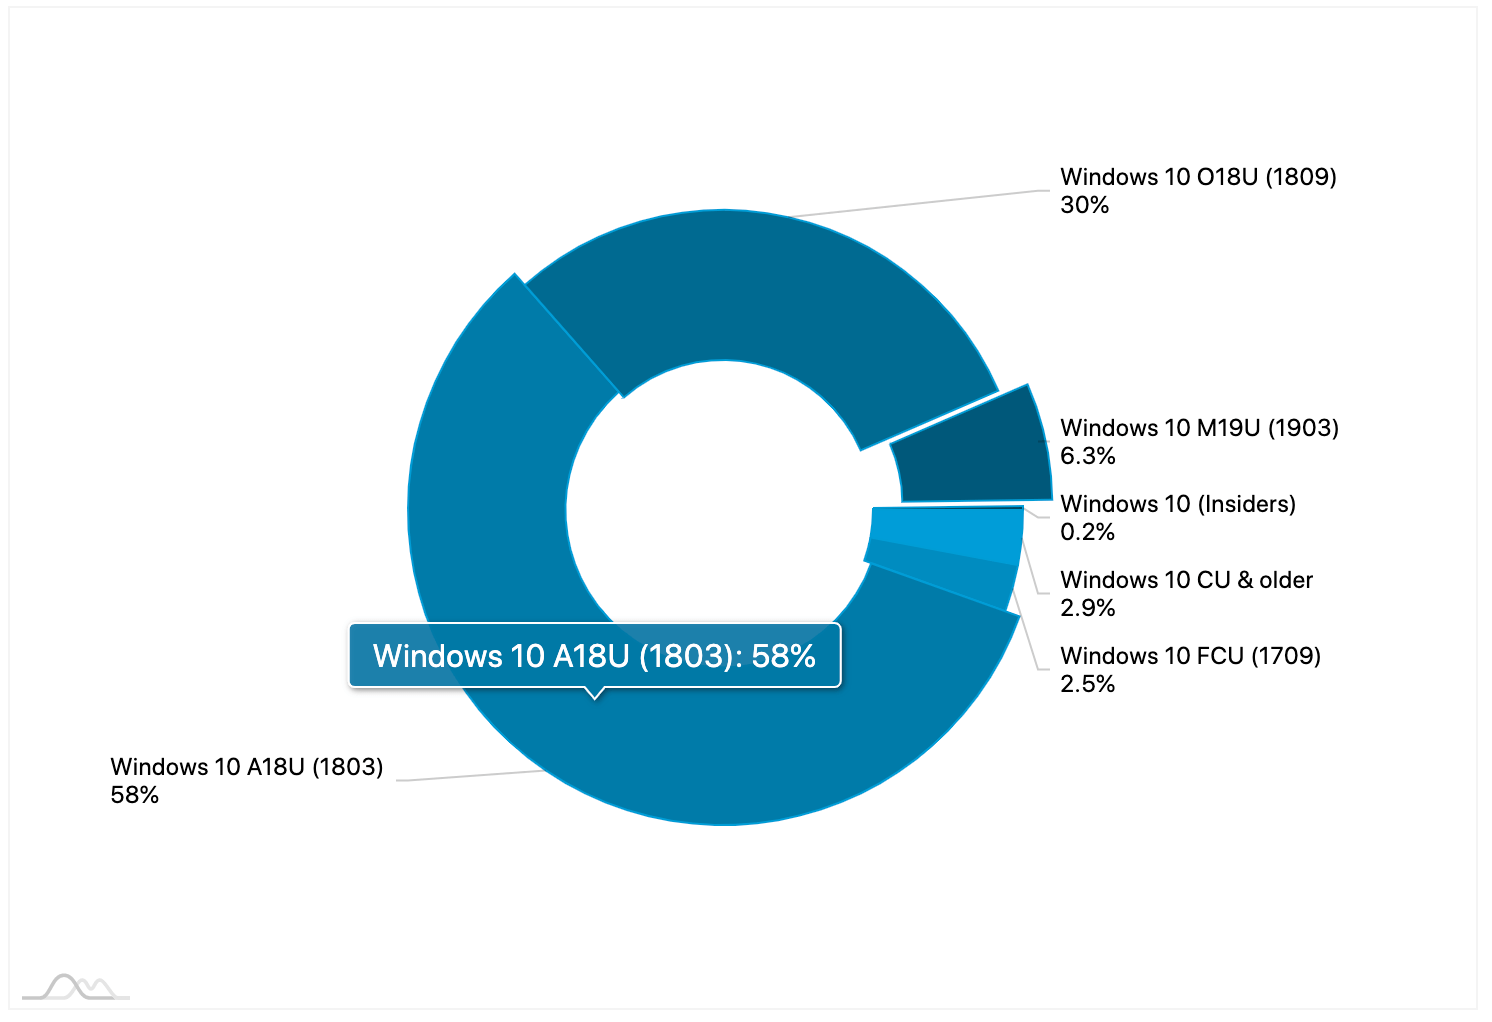 Windows 10 O18U (1809)
30%
Windows 10 M19U (1903)
6.3%
Windows 10 (Insiders)
0.2%
Windows 10 CU & older
2.9%
Windows 10 FCU (1709)
2.5%
Windows 10 A18U (1803): 58%
Windows 10 A18U (1803)
58%